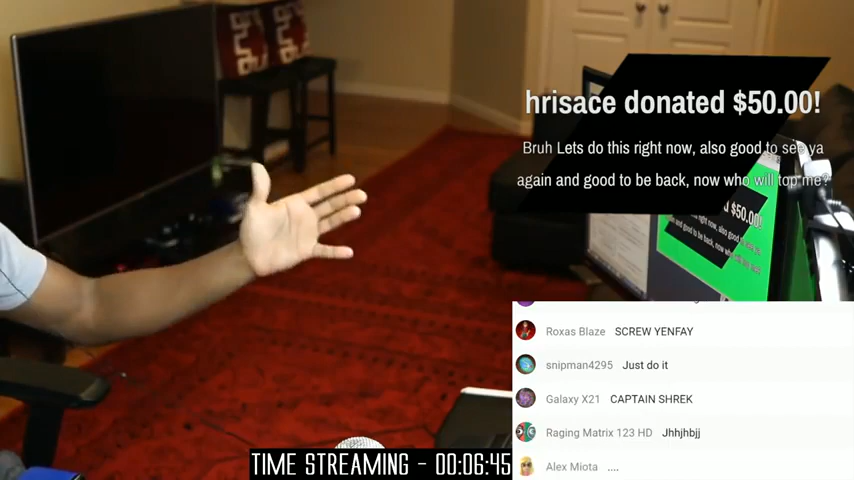 hrisace donated $50.00!
Bruh Lets do this right now, also good to see ya
again and good to be back, now who will top me?
$50.00!
Roxas Blaze SCREW YENFAY
snipman4295 Just do it
Galaxy X21 CAPTAIN SHREK
Raging Matrix 123 HD Jhhjhbjj
Alex Miota ....
TIME STREAMING - 00:06:45